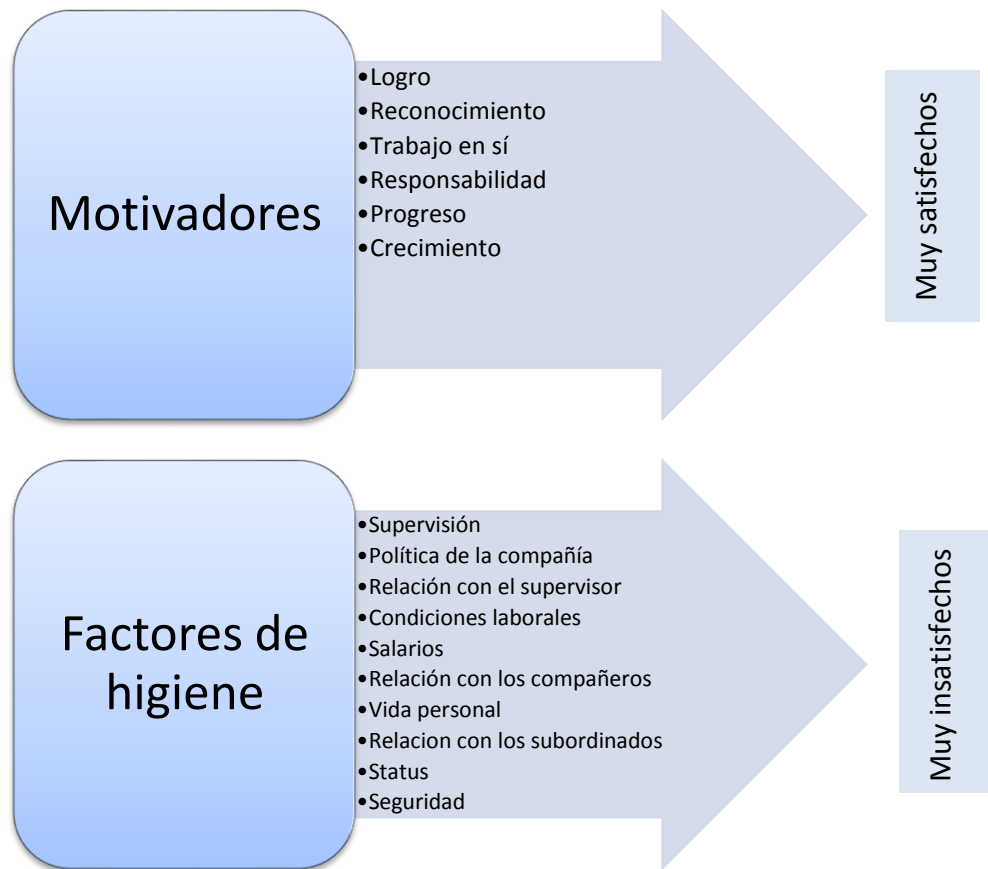 Motivadores
•Logro
•Reconocimiento
•Trabajo en sí
•Responsabilidad
•Progreso
•Crecimiento
Muy satisfechos
Factores de
higiene
•Supervisión
•Política de la compañía
•Relación con el supervisor
•Condiciones laborales
•Salarios
•Relación con los compañeros
•Vida personal
•Relacion con los subordinados
•Status
•Seguridad
Muy insatisfechos